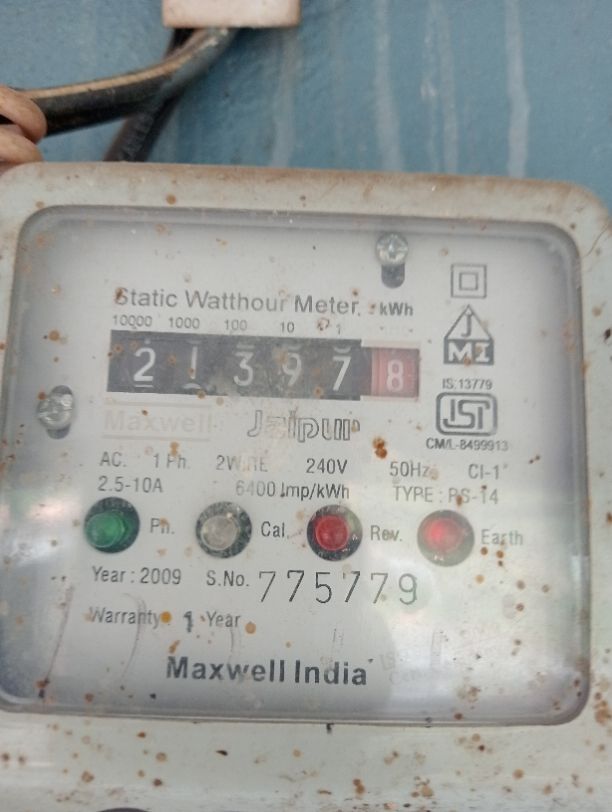 Static Watthour Meter. kWh
10000 1000 100 10 1
2 1 3 9 7 8
JMI
IS:13779
ISI
CM/L-8499913
Maxwell Jaipur
AC. 1 Ph. 2WIRE 240V 50Hz Cl-1
2.5-10A 6400 Imp/kWh TYPE : PS-14
Ph. Cal. Rev. Earth
Year : 2009 S.No. 775779
Warranty 1 Year
Maxwell India